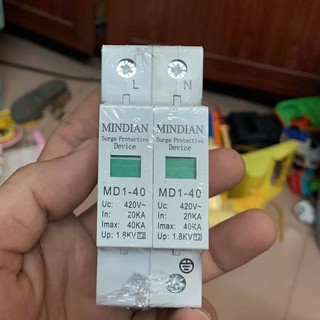 L N
MINDIAN MINDIAN
Surge Protective Surge Protective
Device Device
MD1-40 MD1-40
Uc: 420V~ Uc: 420V~
In: 20KA In: 20KA
Imax: 40KA Imax: 40KA
Up: 1.8KV Up: 1.8KV